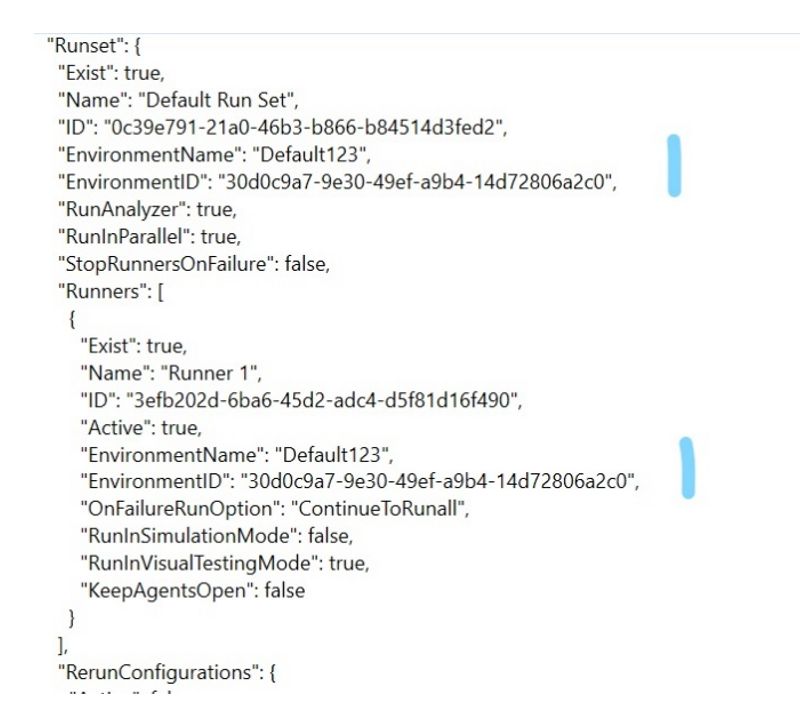 "Runset": {
"Exist": true,
"Name": "Default Run Set",
"ID": "0c39e791-21a0-46b3-b866-b84514d3fed2",
"EnvironmentName": "Default123",
"EnvironmentID": "30d0c9a7-9e30-49ef-a9b4-14d72806a2c0",
"RunAnalyzer": true,
"RunInParallel": true,
"StopRunnersOnFailure": false,
"Runners": [
{
"Exist": true,
"Name": "Runner 1",
"ID": "3efb202d-6ba6-45d2-adc4-d5f81d16f490",
"Active": true,
"EnvironmentName": "Default123",
"EnvironmentID": "30d0c9a7-9e30-49ef-a9b4-14d72806a2c0",
"OnFailureRunOption": "ContinueToRunall",
"RunInSimulationMode": false,
"RunInVisualTestingMode": true,
"KeepAgentsOpen": false
}
],
"RerunConfigurations": {